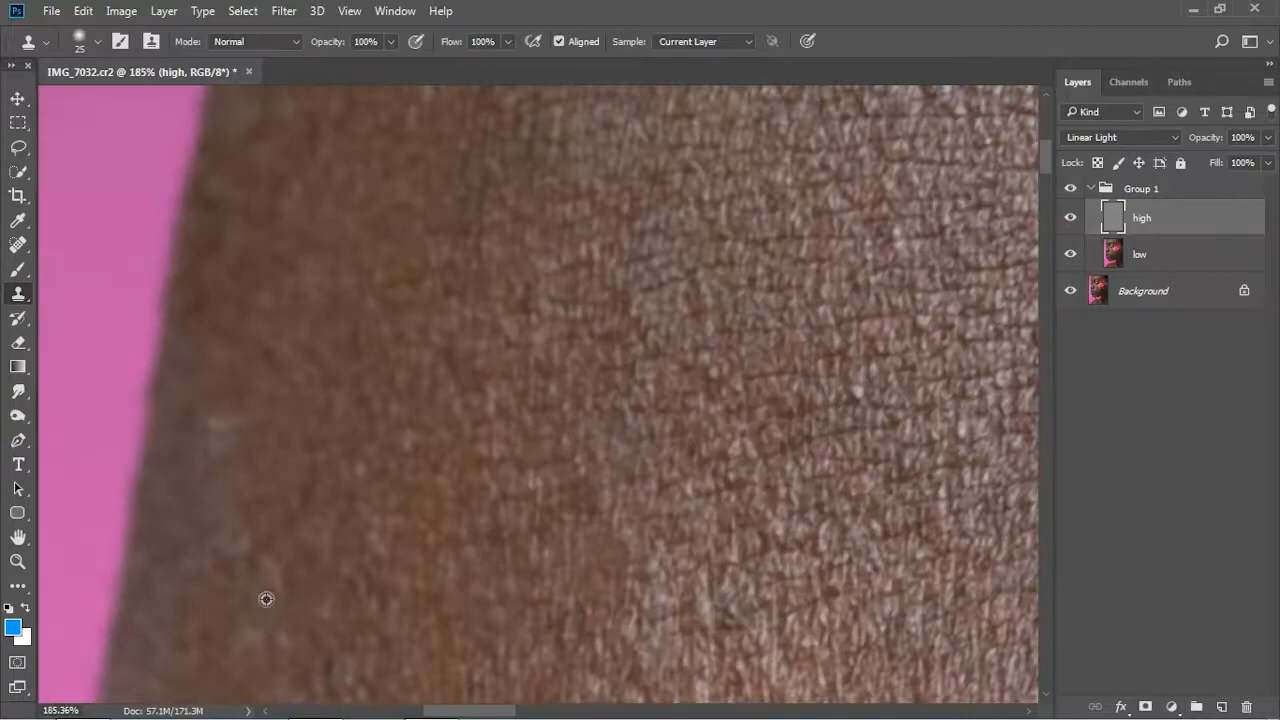 Ps File Edit Image Layer Type Select Filter 3D View Window Help
25 Mode: Normal Opacity: 100% Flow: 100% Aligned Sample: Current Layer
IMG_7032.cr2 @ 185% (high, RGB/8*) *
Layers Channels Paths
Kind
Linear Light Opacity: 100%
Lock: Fill: 100%
Group 1
high
low
Background
185.36% Doc: 57.1M/171.3M